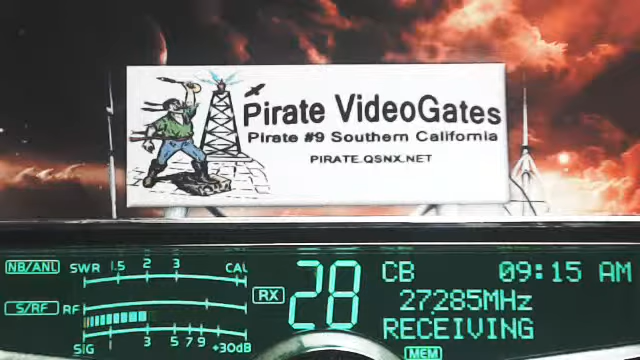 Pirate VideoGates
Pirate #9 Southern California
PIRATE.QSNX.NET
NB/ANL SWR 1.5 2 3 CAL
S/RF RF
SIG 3 5 7 9 +30dB
RX 28
CB 09:15 AM
27285MHz
RECEIVING
MEM